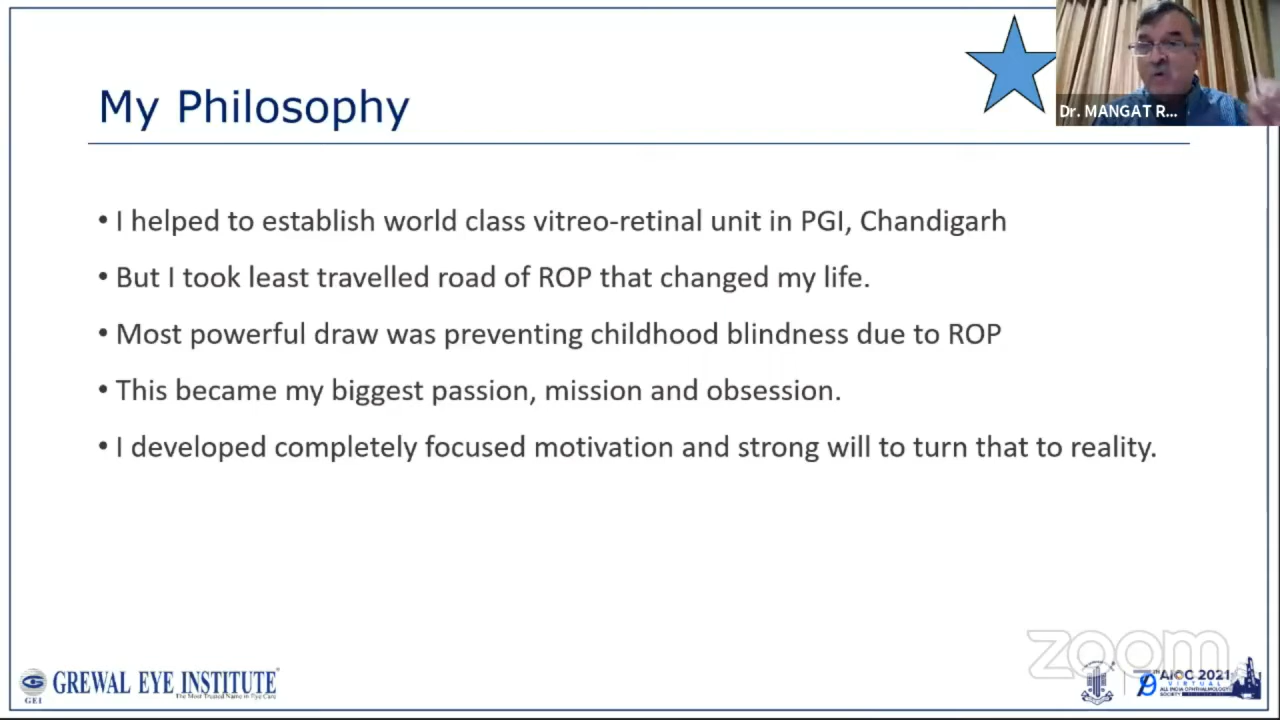 My Philosophy
Dr. MANGAT R...
• I helped to establish world class vitreo-retinal unit in PGI, Chandigarh
• But I took least travelled road of ROP that changed my life.
• Most powerful draw was preventing childhood blindness due to ROP
• This became my biggest passion, mission and obsession.
• I developed completely focused motivation and strong will to turn that to reality.
zoom
GREWAL EYE INSTITUTE
The Most Trusted Name in Eye Care
GEI
AIOC 2021
VIRTUAL
ALL INDIA OPHTHALMOLOGICAL
SOCIETY